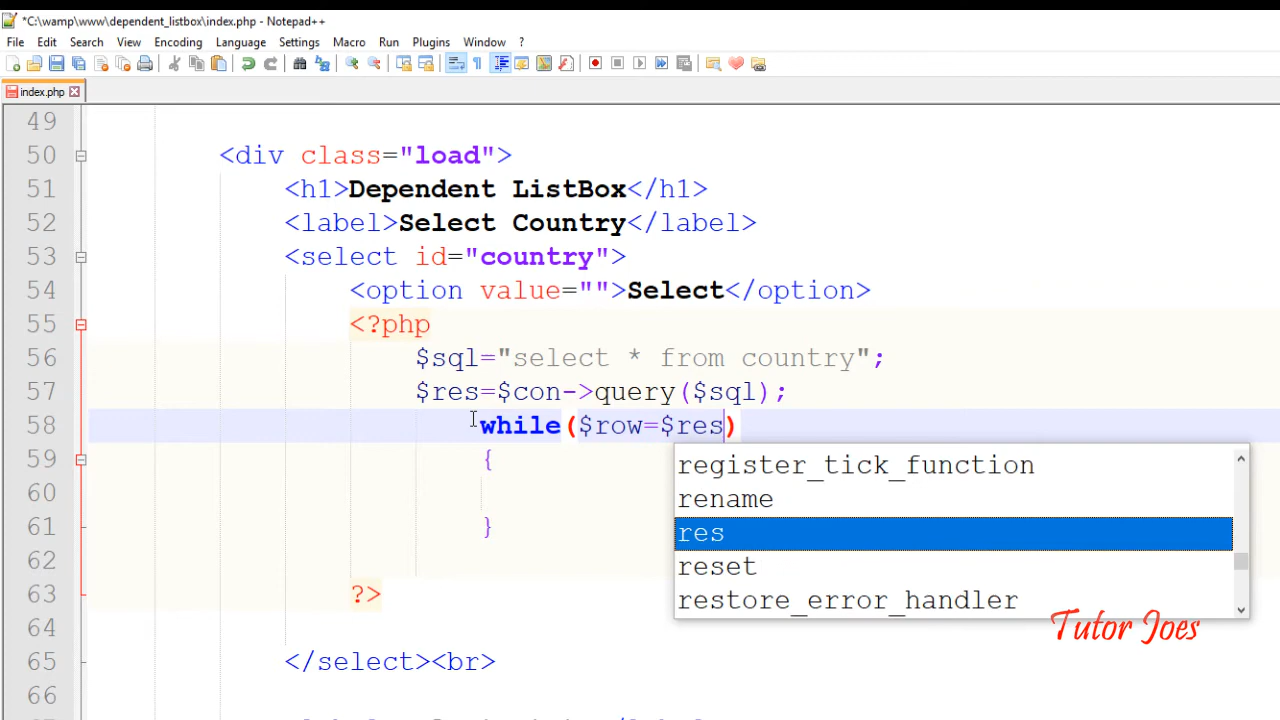 *C:\wamp\www\dependent_listbox\index.php - Notepad++
File Edit Search View Encoding Language Settings Macro Run Plugins Window ?
index.php
49
50 <div class="load">
51 <h1>Dependent ListBox</h1>
52 <label>Select Country</label>
53 <select id="country">
54 <option value="">Select</option>
55 <?php
56 $sql="select * from country";
57 $res=$con->query($sql);
58 while($row=$res)
59 {
60
61 }
62
63 ?>
64
65 </select><br>
66
register_tick_function
rename
res
reset
restore_error_handler
Tutor Joes